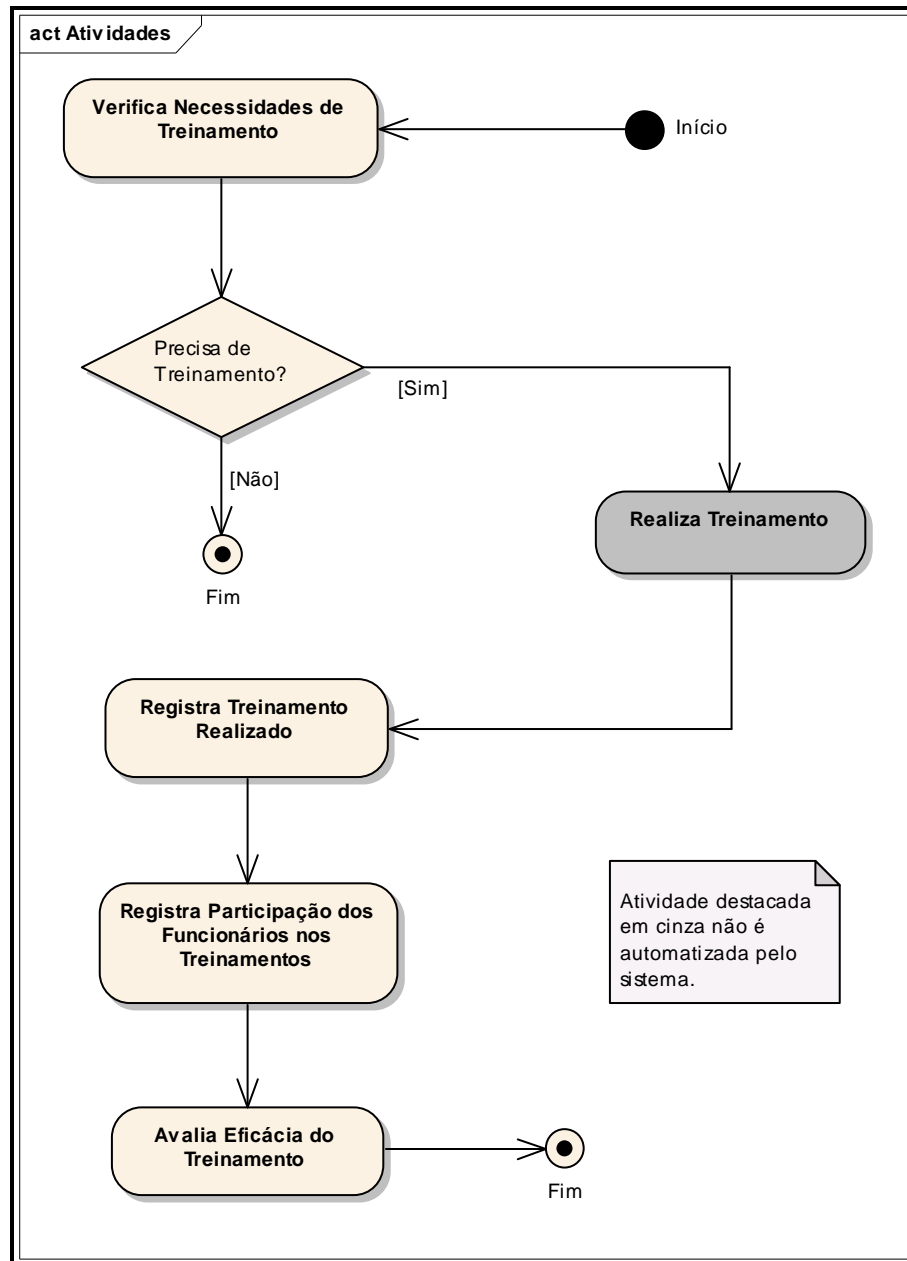 act Atividades
Verifica Necessidades de
Treinamento
Início
Precisa de
Treinamento?
[Sim]
[Não]
Realiza Treinamento
Fim
Registra Treinamento
Realizado
Registra Participação dos
Funcionários nos
Treinamentos
Atividade destacada
em cinza não é
automatizada pelo
sistema.
Avalia Eficácia do
Treinamento
Fim